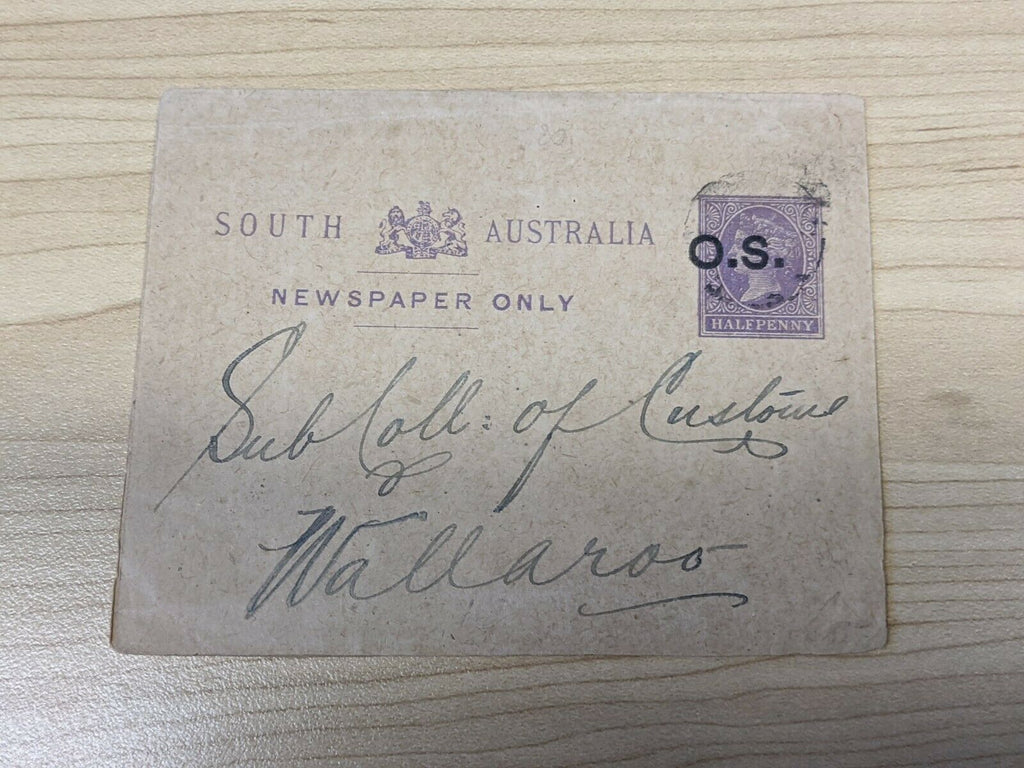 SOUTH AUSTRALIA
NEWSPAPER ONLY
O.S.
HALFPENNY
Sub Coll: of Customs
Wallaroo